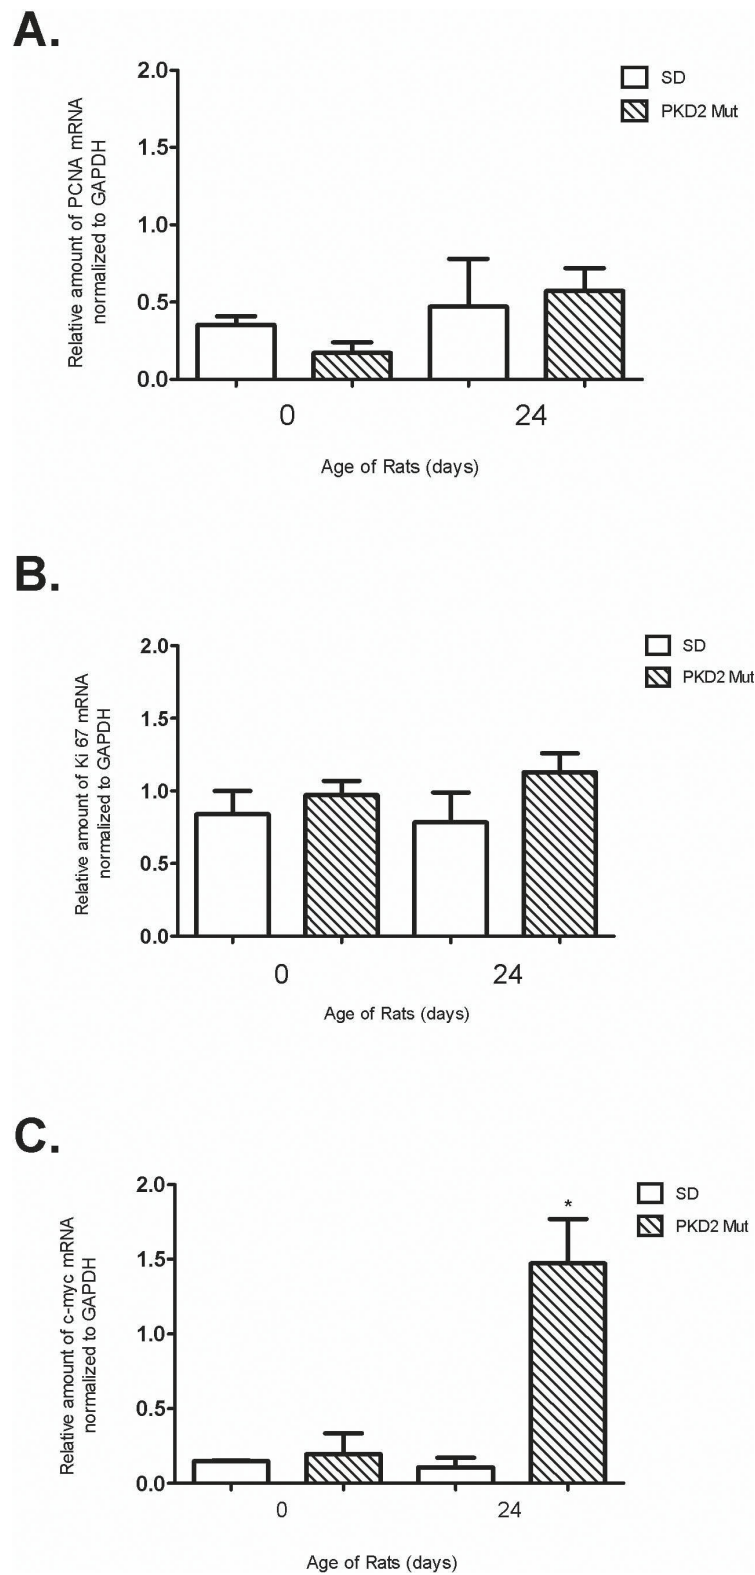 A.
2.0
1.5
1.0
0.5
0.0
Relative amount of PCNA mRNA
normalized to GAPDH
SD
PKD2 Mut
0 24
Age of Rats (days)
B.
2.0
1.5
1.0
0.5
0.0
Relative amount of Ki 67 mRNA
normalized to GAPDH
SD
PKD2 Mut
0 24
Age of Rats (days)
C.
2.0
1.5
1.0
0.5
0.0
Relative amount of c-myc mRNA
normalized to GAPDH
*
SD
PKD2 Mut
0 24
Age of Rats (days)